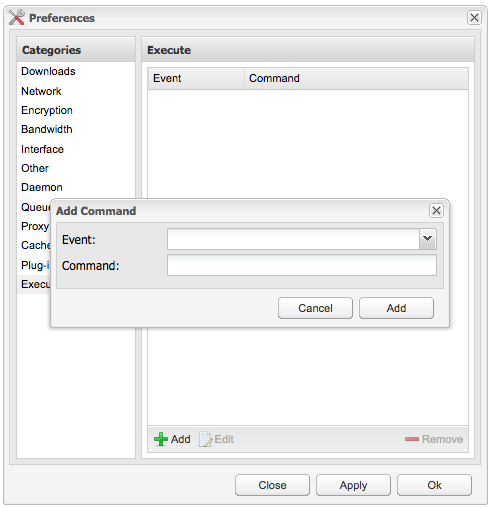 Preferences
Categories
Execute
Downloads
Network
Encryption
Bandwidth
Interface
Other
Daemon
Queue
Proxy
Cache
Plug-i
Execu
Event Command
Add Command
Event:
Command:
Cancel Add
Add Edit Remove
Close Apply Ok